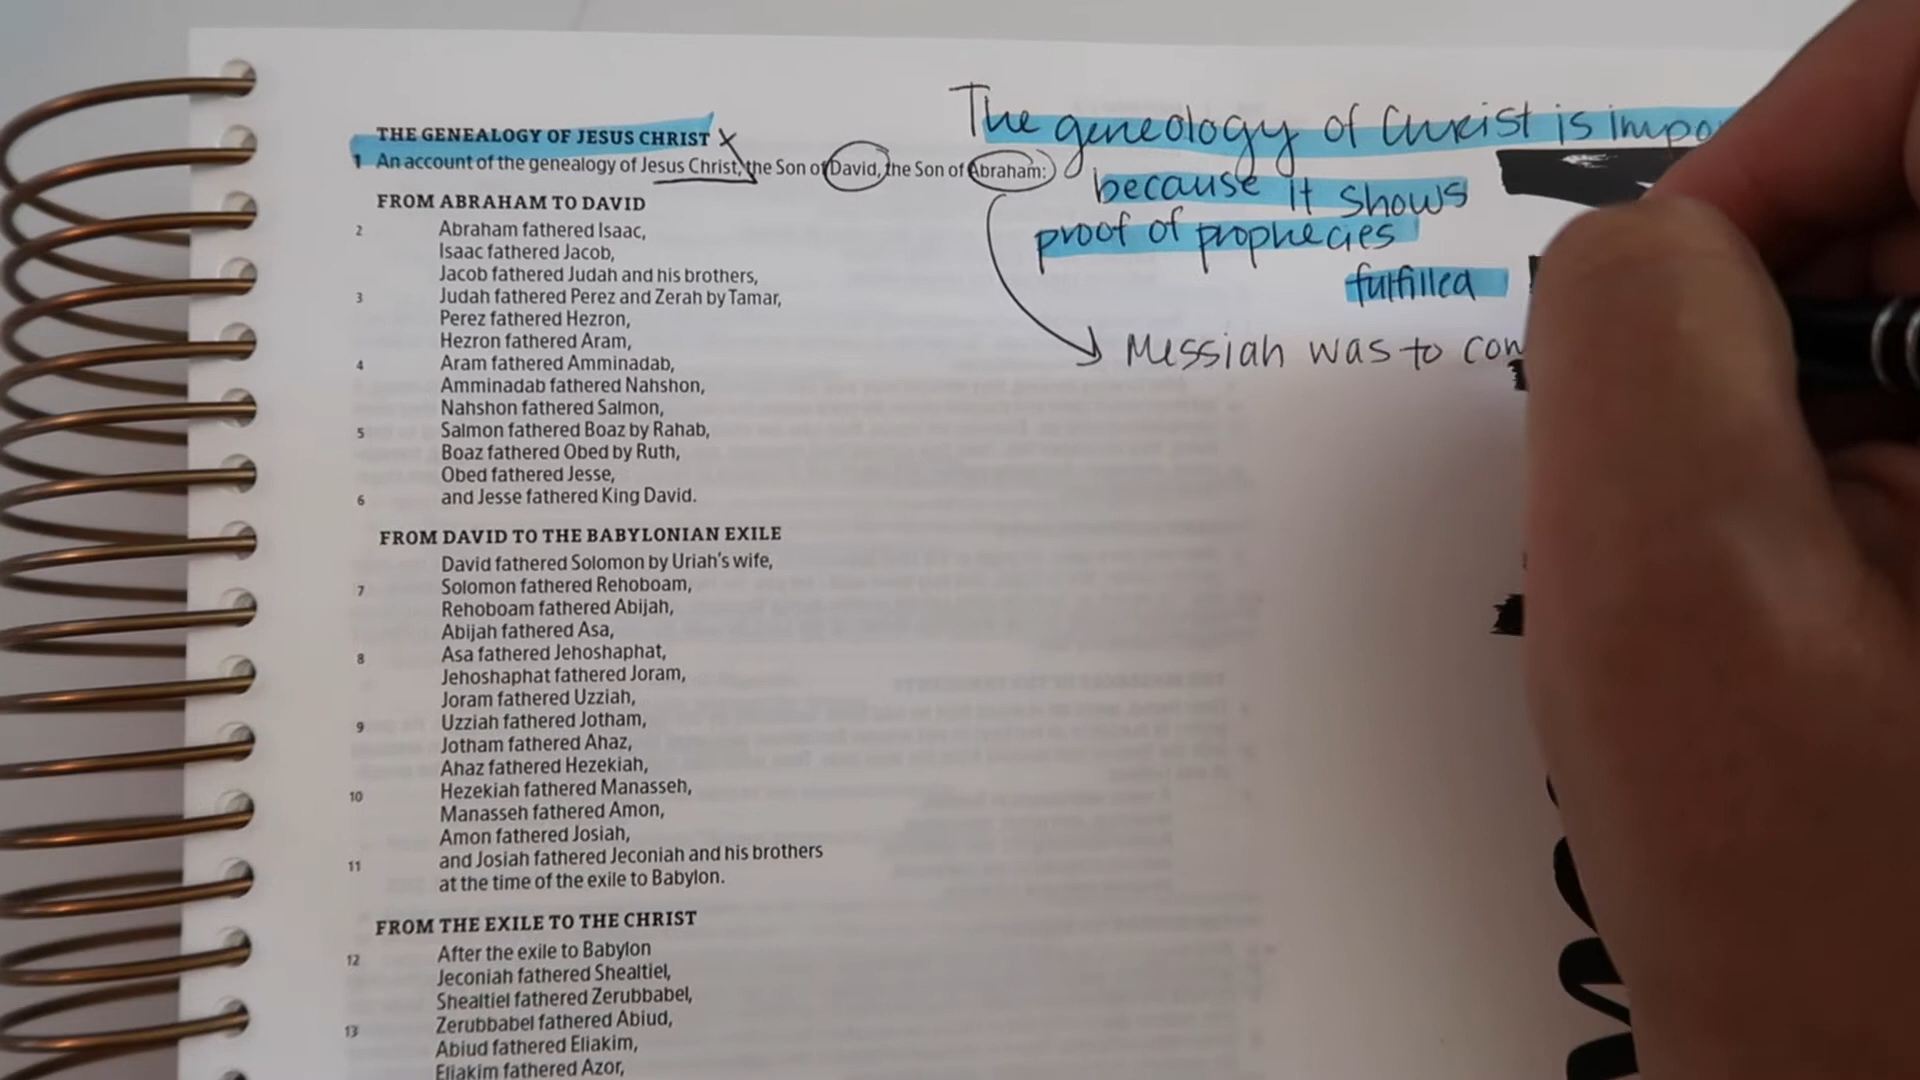 The geneology of Christ is
THE GENEALOGY OF JESUS CHRIST
1 An account of the genealogy of Jesus Christ, the Son of David, the Son of Abraham:
because it shows
proof of prophecies
fulfilled
Messiah was to
FROM ABRAHAM TO DAVID
2 Abraham fathered Isaac,
Isaac fathered Jacob,
Jacob fathered Judah and his brothers,
3 Judah fathered Perez and Zerah by Tamar,
Perez fathered Hezron,
Hezron fathered Aram,
4 Aram fathered Amminadab,
Amminadab fathered Nahshon,
Nahshon fathered Salmon,
5 Salmon fathered Boaz by Rahab,
Boaz fathered Obed by Ruth,
Obed fathered Jesse,
6 and Jesse fathered King David.
FROM DAVID TO THE BABYLONIAN EXILE
David fathered Solomon by Uriah's wife,
7 Solomon fathered Rehoboam,
Rehoboam fathered Abijah,
Abijah fathered Asa,
8 Asa fathered Jehoshaphat,
Jehoshaphat fathered Joram,
Joram fathered Uzziah,
9 Uzziah fathered Jotham,
Jotham fathered Ahaz,
Ahaz fathered Hezekiah,
10 Hezekiah fathered Manasseh,
Manasseh fathered Amon,
Amon fathered Josiah,
11 and Josiah fathered Jeconiah and his brothers
at the time of the exile to Babylon.
FROM THE EXILE TO THE CHRIST
12 After the exile to Babylon
Jeconiah fathered Shealtiel,
Shealtiel fathered Zerubbabel,
13 Zerubbabel fathered Abiud,
Abiud fathered Eliakim,
Eliakim fathered Azor,